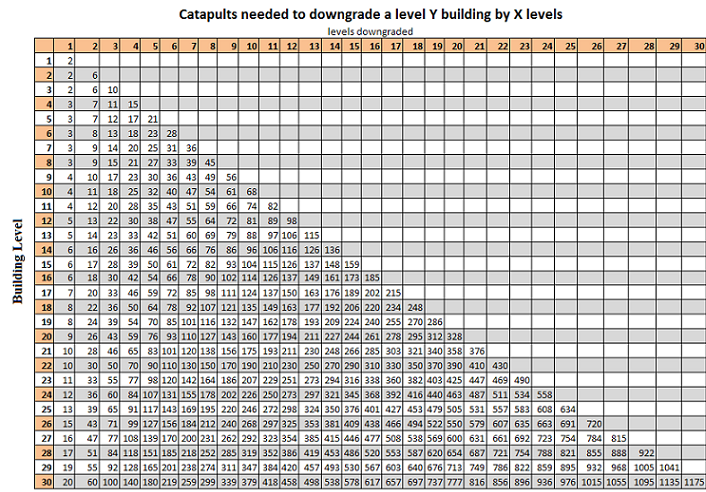 Catapults needed to downgrade a level Y building by X levels
levels downgraded
1 2 3 4 5 6 7 8 9 10 11 12 13 14 15 16 17 18 19 20 21 22 23 24 25 26 27 28 29 30
1 2
2 2 6
3 2 6 10
4 3 7 11 15
5 3 7 12 17 21
6 3 8 13 18 23 28
7 3 9 14 20 25 31 36
8 3 9 15 21 27 33 39 45
9 4 10 17 23 30 36 43 49 56
10 4 11 18 25 32 40 47 54 61 68
11 4 12 20 28 35 43 51 59 66 74 82
12 5 13 22 30 38 47 55 64 72 81 89 98
13 5 14 23 33 42 51 60 69 79 88 97 106 115
14 6 16 26 36 46 56 66 76 86 96 106 116 126 136
15 6 17 28 39 50 61 72 82 93 104 115 126 137 148 159
16 6 18 30 42 54 66 78 90 102 114 126 137 149 161 173 185
17 7 20 33 46 59 72 85 98 111 124 137 150 163 176 189 202 215
18 8 22 36 50 64 78 92 107 121 135 149 163 177 192 206 220 234 248
19 8 24 39 54 70 85 101 116 132 147 162 178 193 209 224 240 255 270 286
20 9 26 43 59 76 93 110 127 143 160 177 194 211 227 244 261 278 295 312 328
21 10 28 46 65 83 101 120 138 156 175 193 211 230 248 266 285 303 321 340 358 376
22 10 30 50 70 90 110 130 150 170 190 210 230 250 270 290 310 330 350 370 390 410 430
23 11 33 55 77 98 120 142 164 186 207 229 251 273 294 316 338 360 382 403 425 447 469 490
24 12 36 60 84 107 131 155 178 202 226 250 273 297 321 345 368 392 416 440 463 487 511 534 558
25 13 39 65 91 117 143 169 195 220 246 272 298 324 350 376 401 427 453 479 505 531 557 583 608 634
26 15 43 71 99 127 156 184 212 240 268 297 325 353 381 409 438 466 494 522 550 579 607 635 663 691 720
27 16 47 77 108 139 170 200 231 262 292 323 354 385 415 446 477 508 538 569 600 631 661 692 723 754 784 815
28 17 51 84 118 151 185 218 252 285 319 352 386 419 453 486 520 553 587 620 654 687 721 754 788 821 855 888 922
29 19 55 92 128 165 201 238 274 311 347 384 420 457 493 530 567 603 640 676 713 749 786 822 859 895 932 968 1005 1041
30 20 60 100 140 180 219 259 299 339 378 418 458 498 538 578 617 657 697 737 777 816 856 896 936 976 1015 1055 1095 1135 1175
Building Level